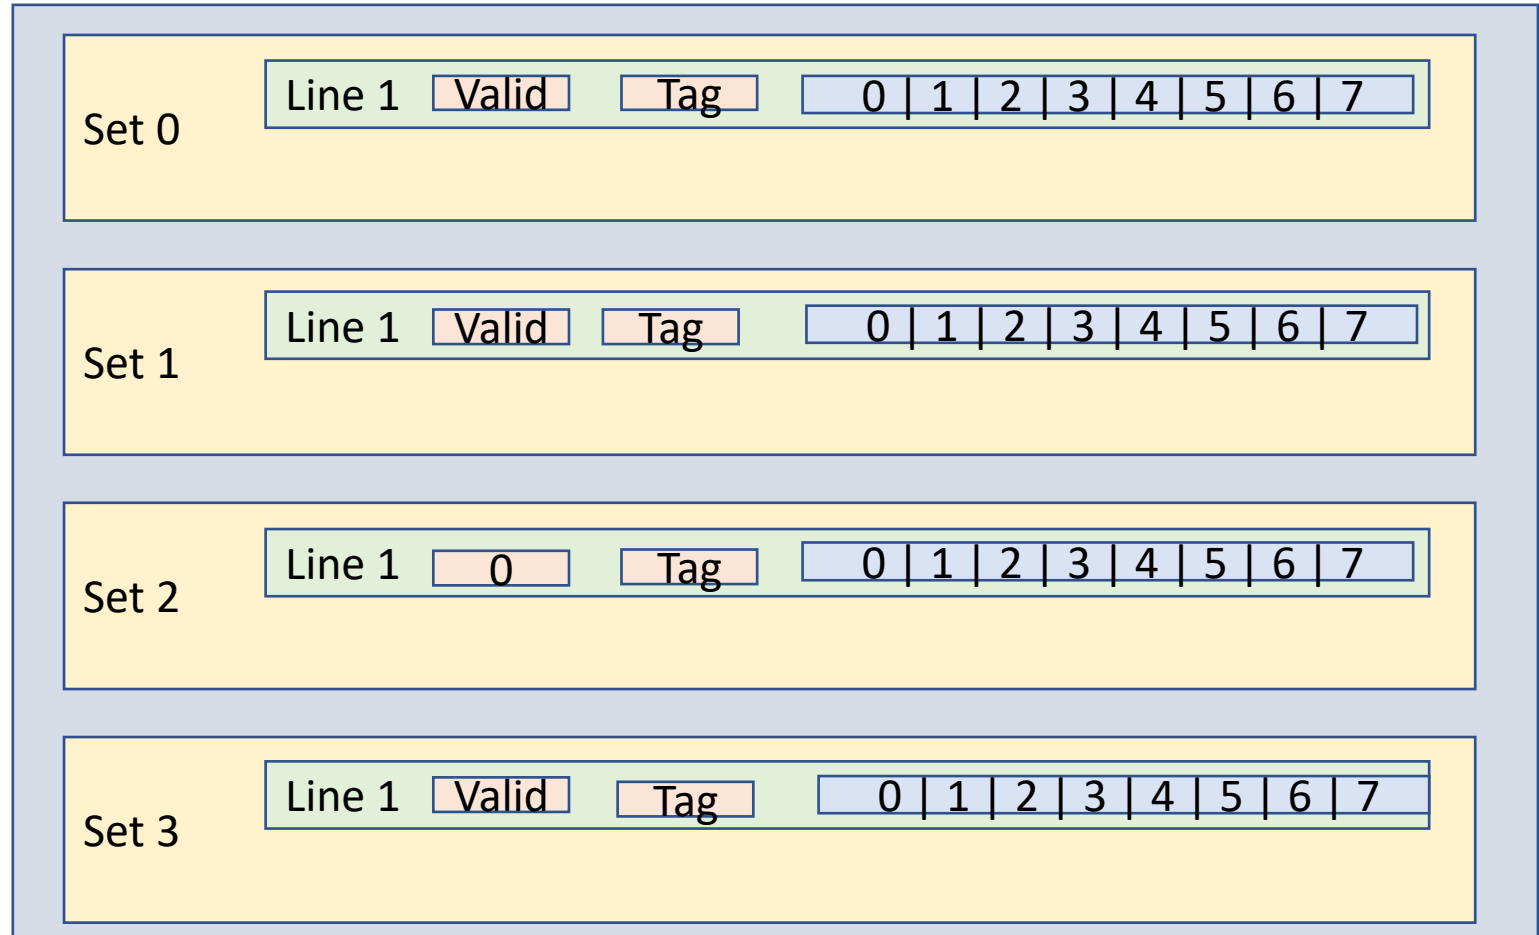 Line 1 Valid Tag 0 | 1 | 2 | 3 | 4 | 5 | 6 | 7
Set 0
Line 1 Valid Tag 0 | 1 | 2 | 3 | 4 | 5 | 6 | 7
Set 1
Line 1 0 Tag 0 | 1 | 2 | 3 | 4 | 5 | 6 | 7
Set 2
Line 1 Valid Tag 0 | 1 | 2 | 3 | 4 | 5 | 6 | 7
Set 3